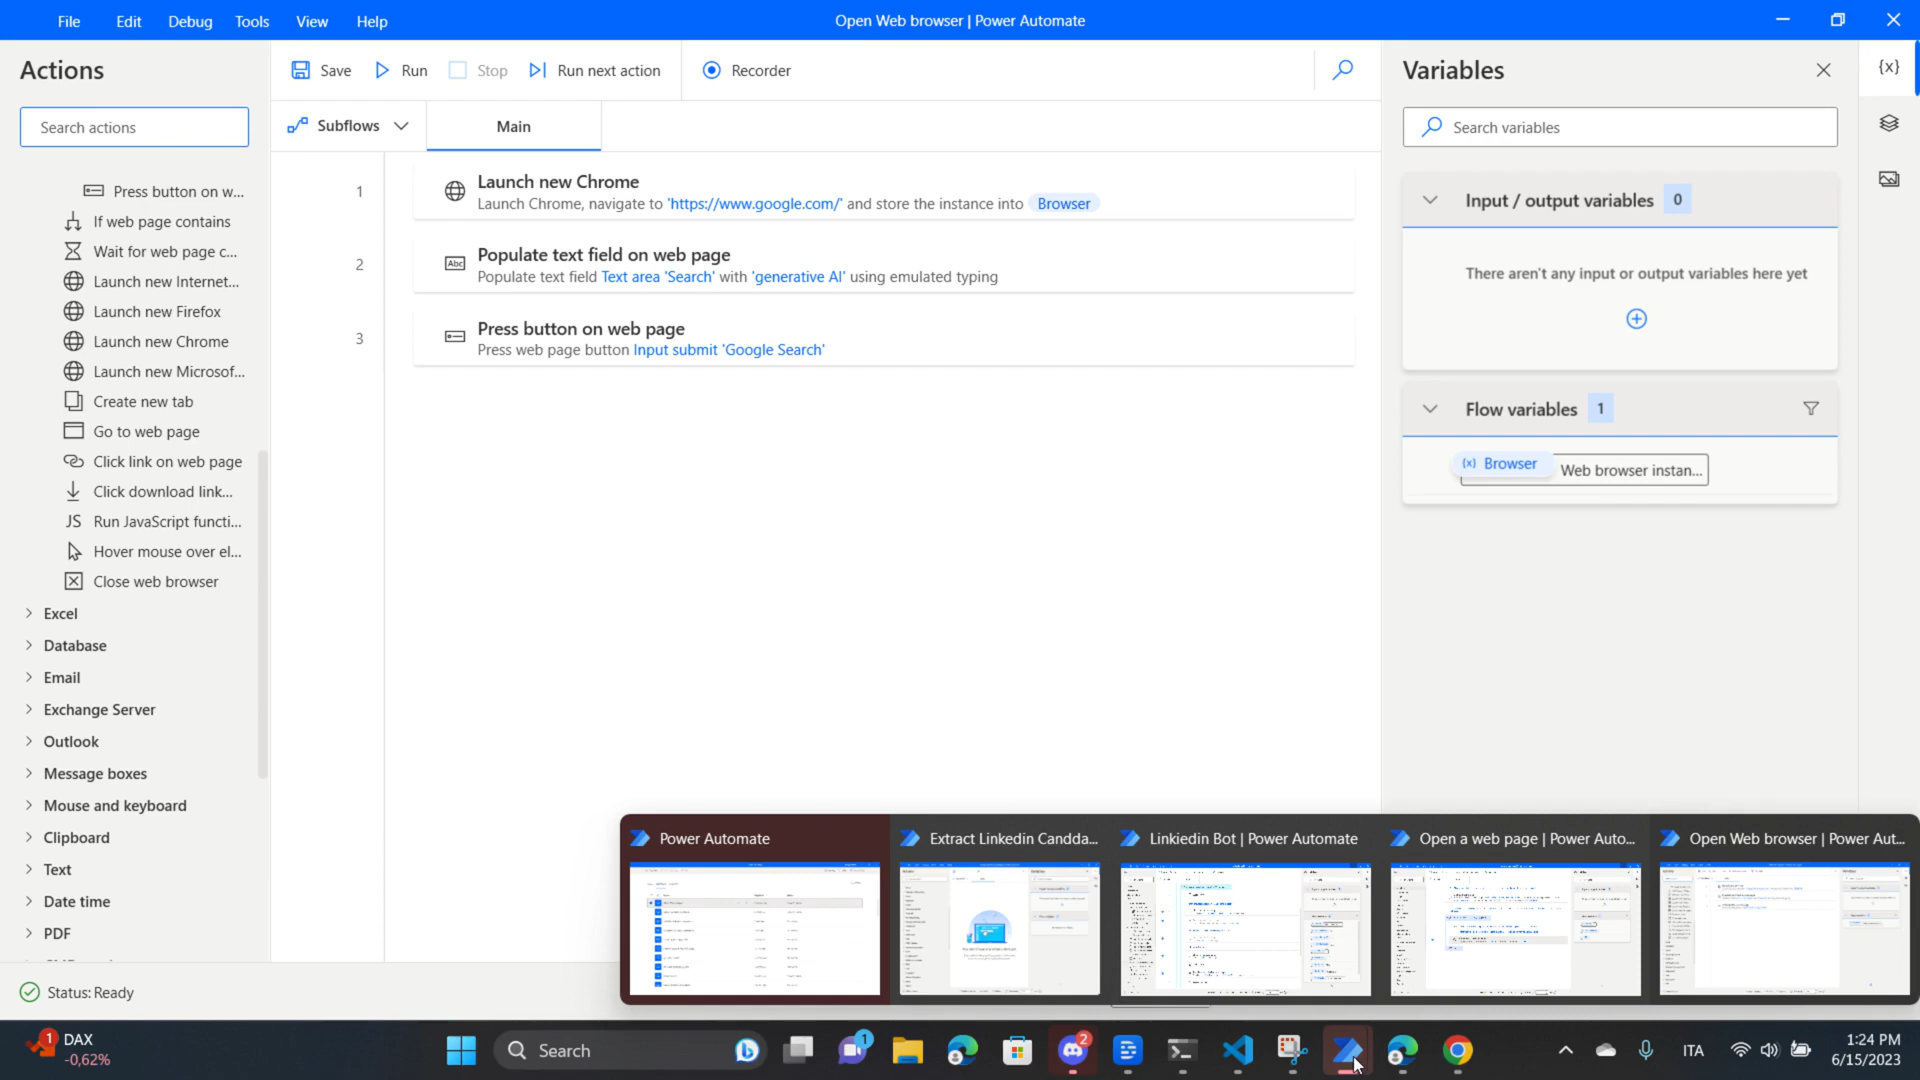 File Edit Debug Tools View Help
Open Web browser | Power Automate
Actions
Search actions
Press button on w...
If web page contains
Wait for web page c...
Launch new Internet...
Launch new Firefox
Launch new Chrome
Launch new Microsof...
Create new tab
Go to web page
Click link on web page
Click download link...
JS Run JavaScript functi...
Hover mouse over el...
Close web browser
Excel
Database
Email
Exchange Server
Outlook
Message boxes
Mouse and keyboard
Clipboard
Text
Date time
PDF
Status: Ready
Save Run Stop Run next action Recorder
Subflows Main
1
Launch new Chrome
Launch Chrome, navigate to 'https://www.google.com/' and store the instance into Browser
2
Abc
Populate text field on web page
Populate text field Text area 'Search' with 'generative AI' using emulated typing
3
Press button on web page
Press web page button Input submit 'Google Search'
Variables
{x}
Search variables
Input / output variables 0
There aren't any input or output variables here yet
Flow variables 1
(x) Browser Web browser instan...
Power Automate
Extract Linkedin Candda...
Linkiedin Bot | Power Automate
Open a web page | Power Auto...
Open Web browser | Power Aut...
1
DAX
-0,62%
Search
1
2
ITA
1:24 PM
6/15/2023